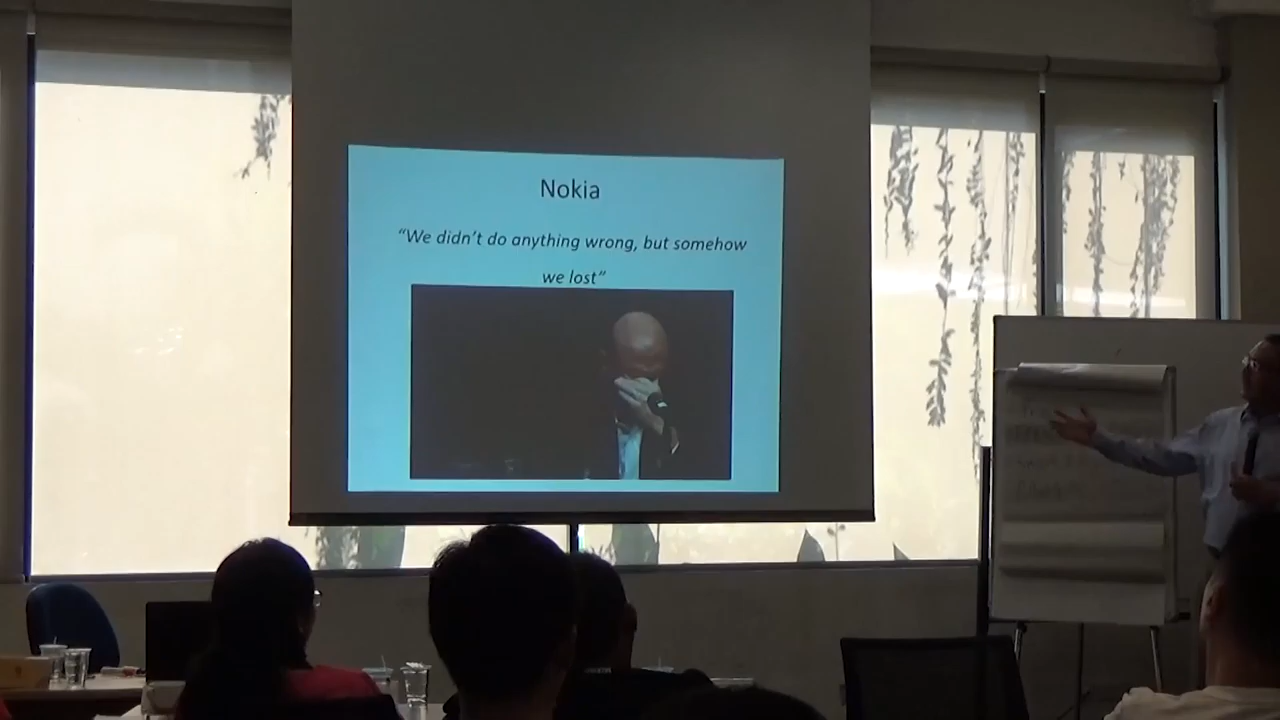 Nokia
“We didn’t do anything wrong, but somehow
we lost”